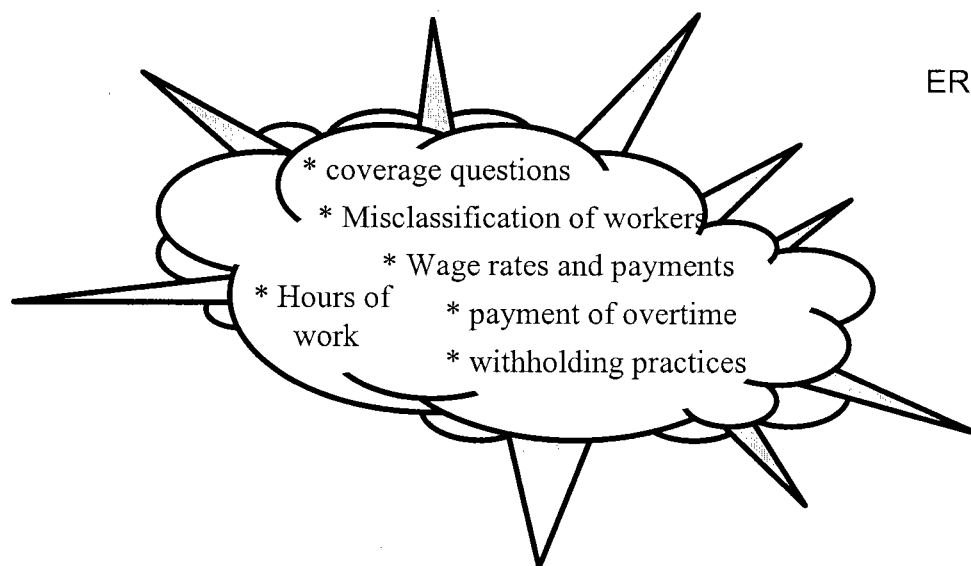 ER
* coverage questions
* Misclassification of workers
* Wage rates and payments
* Hours of
work
* payment of overtime
* withholding practices